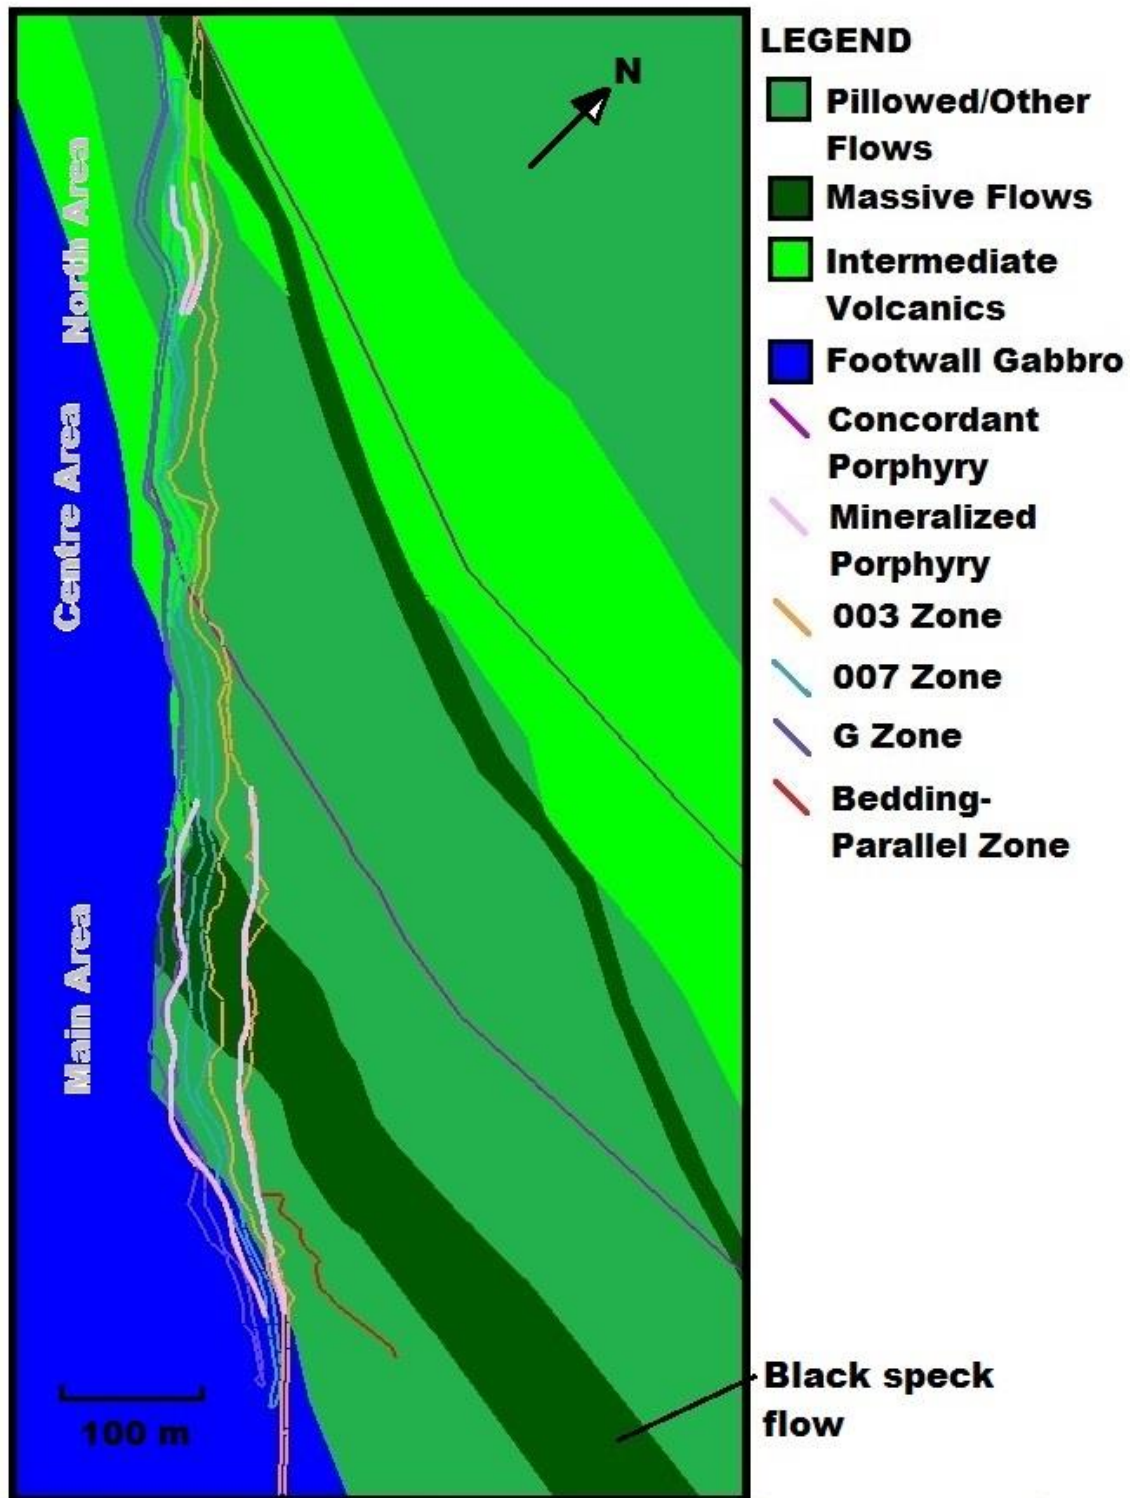 N
North Area
Centre Area
Main Area
100 m
LEGEND
Pillowed/Other
Flows
Massive Flows
Intermediate
Volcanics
Footwall Gabbro
Concordant
Porphyry
Mineralized
Porphyry
003 Zone
007 Zone
G Zone
Bedding-
Parallel Zone
Black speck
flow